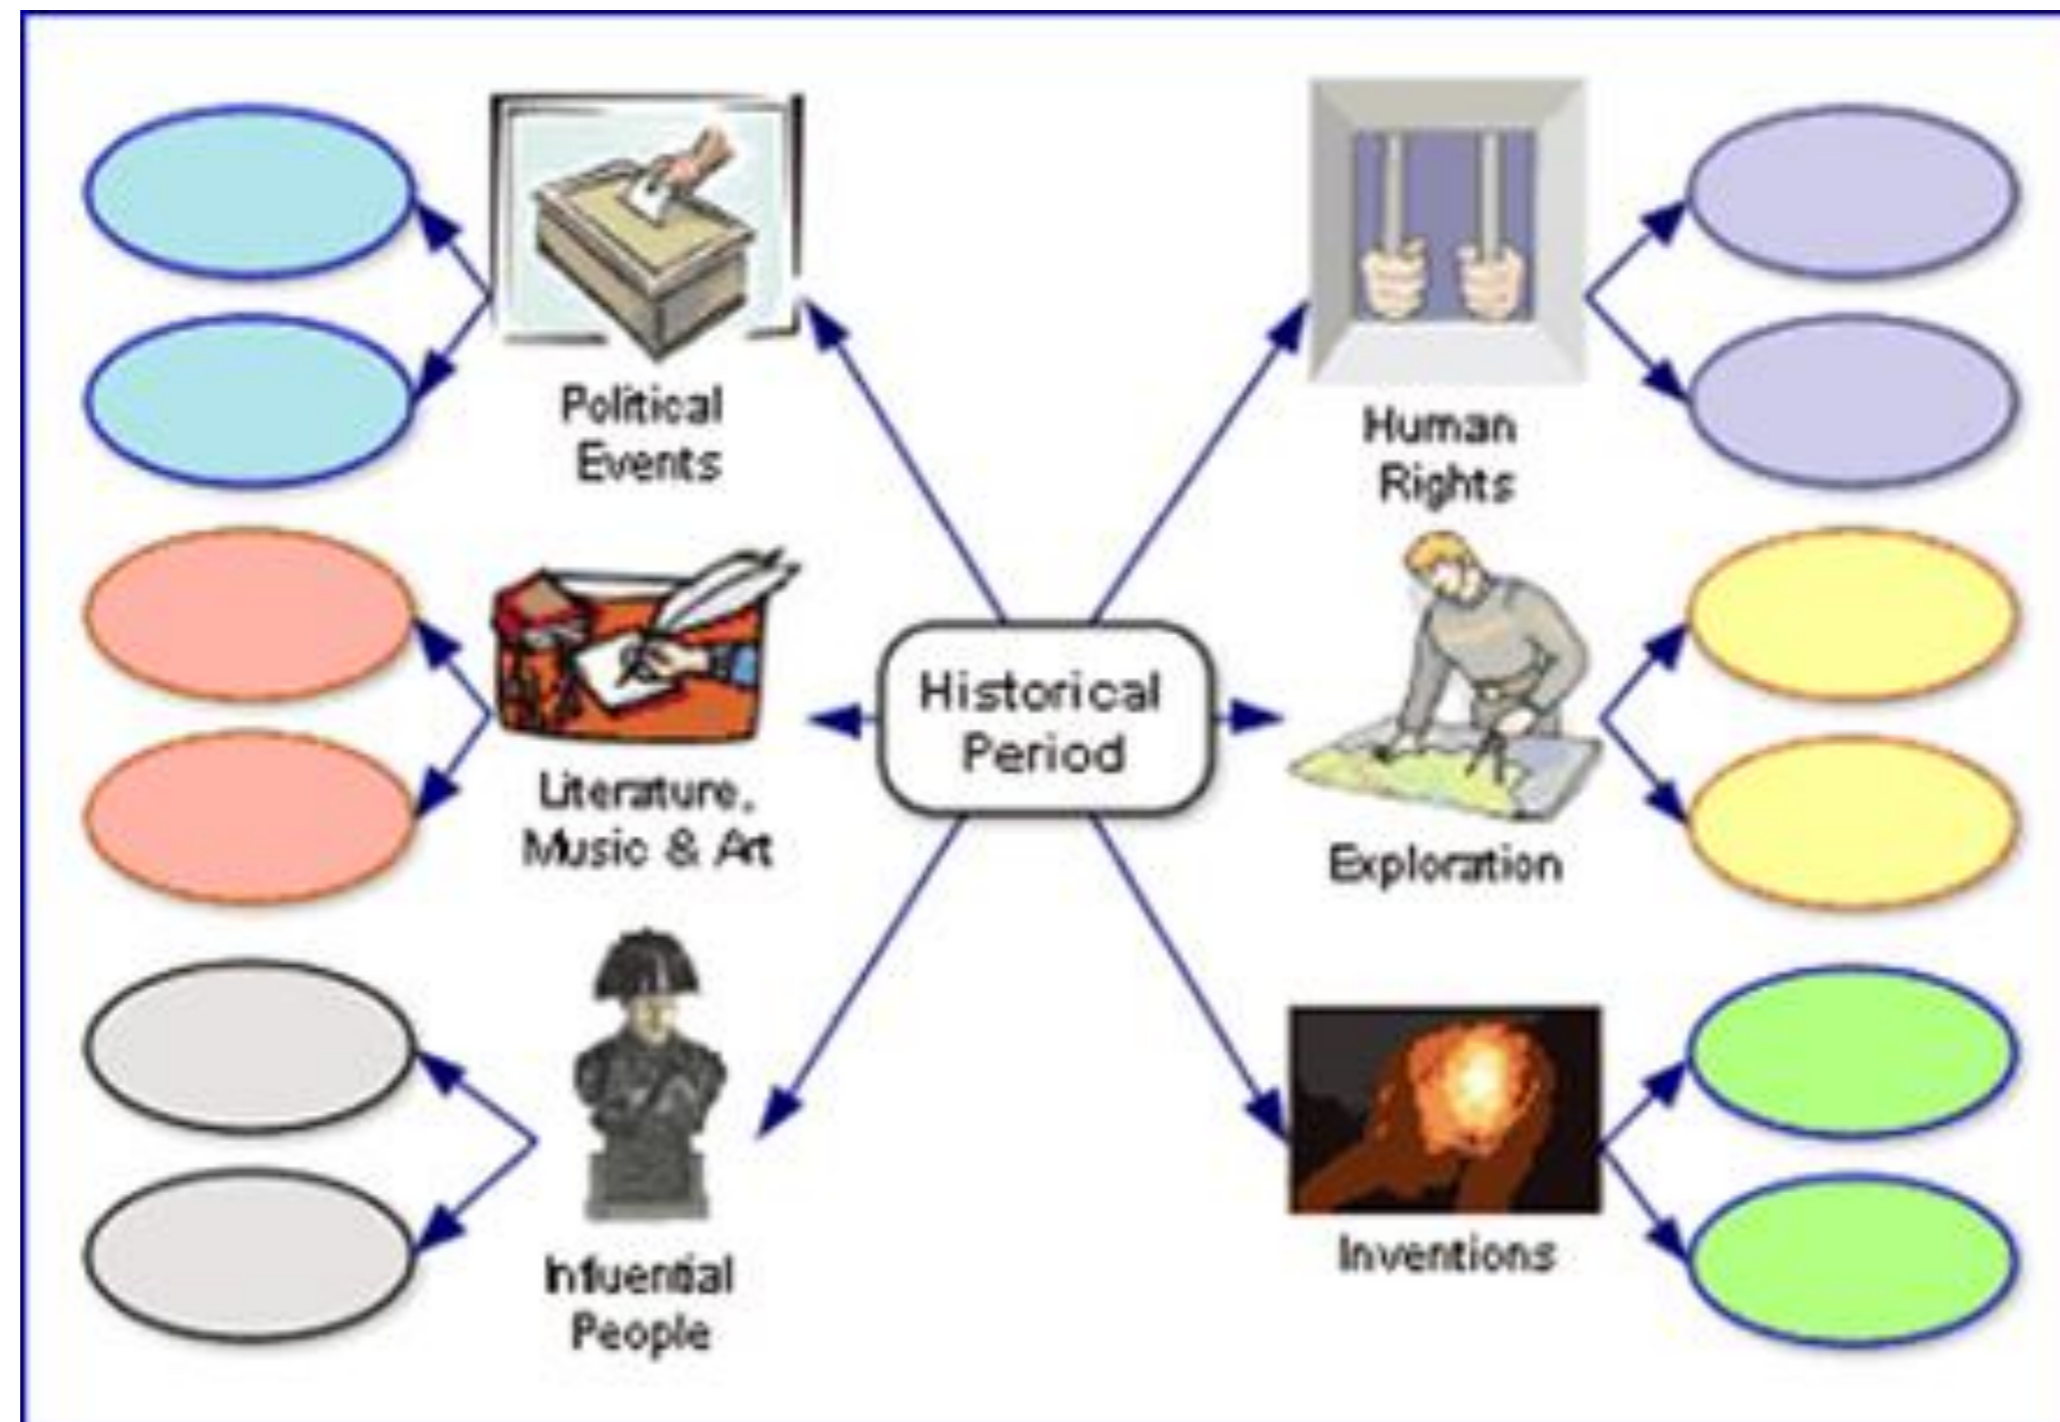 Political
Events
Human
Rights
Historical
Period
Literature,
Music & Art
Exploration
Influential
People
Inventions